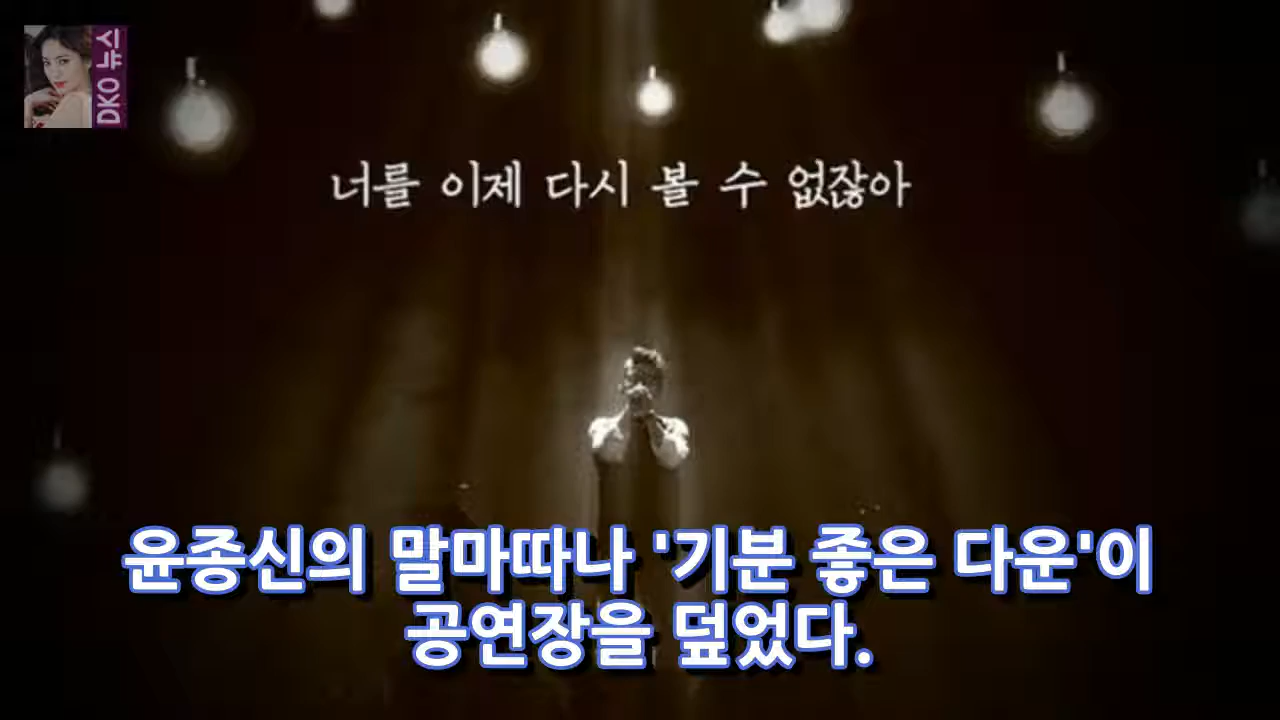 DKO 뉴스
너를 이제 다시 볼 수 없잖아
윤종신의 말마따나 '기분 좋은 다운'이
공연장을 덮었다.